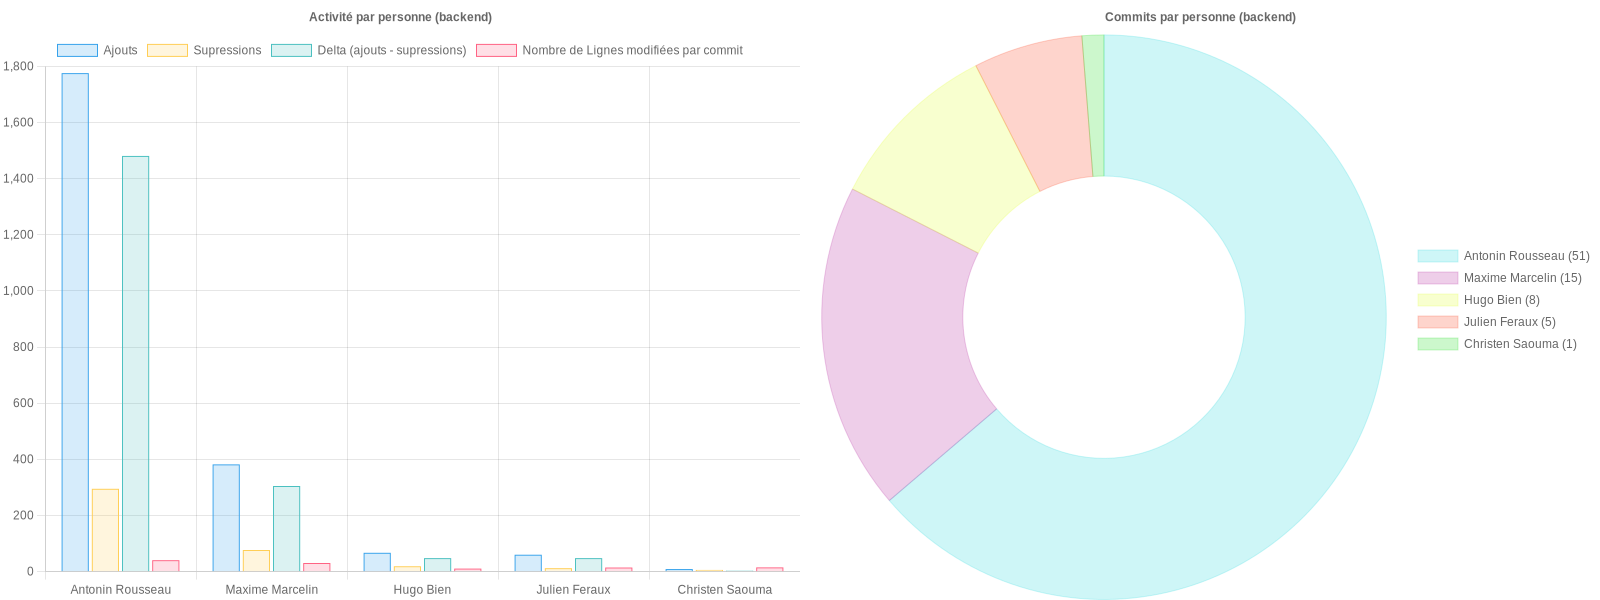 Activité par personne (backend)
Ajouts Supressions Delta (ajouts - supressions) Nombre de Lignes modifiées par commit
1,800
1,600
1,400
1,200
1,000
800
600
400
200
0
Antonin Rousseau Maxime Marcelin Hugo Bien Julien Feraux Christen Saouma
Commits par personne (backend)
Antonin Rousseau (51)
Maxime Marcelin (15)
Hugo Bien (8)
Julien Feraux (5)
Christen Saouma (1)